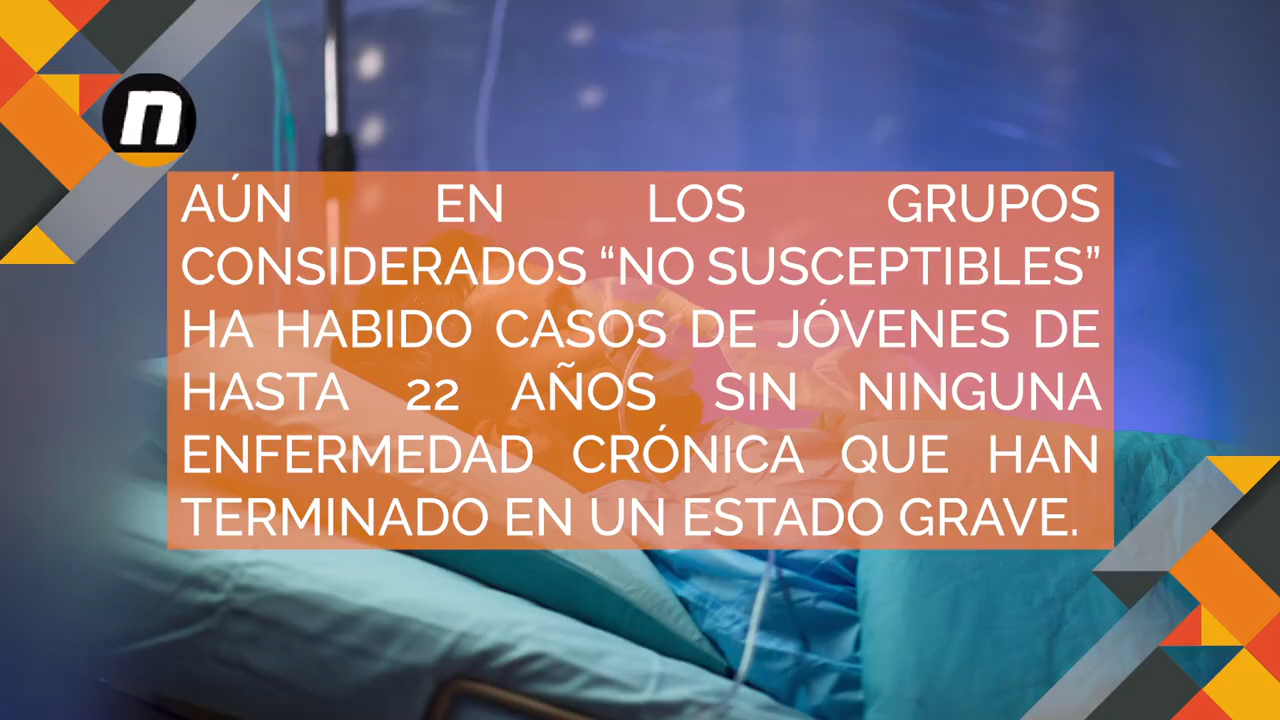 n
AÚN EN LOS GRUPOS
CONSIDERADOS “NO SUSCEPTIBLES”
HA HABIDO CASOS DE JÓVENES DE
HASTA 22 AÑOS SIN NINGUNA
ENFERMEDAD CRÓNICA QUE HAN
TERMINADO EN UN ESTADO GRAVE.